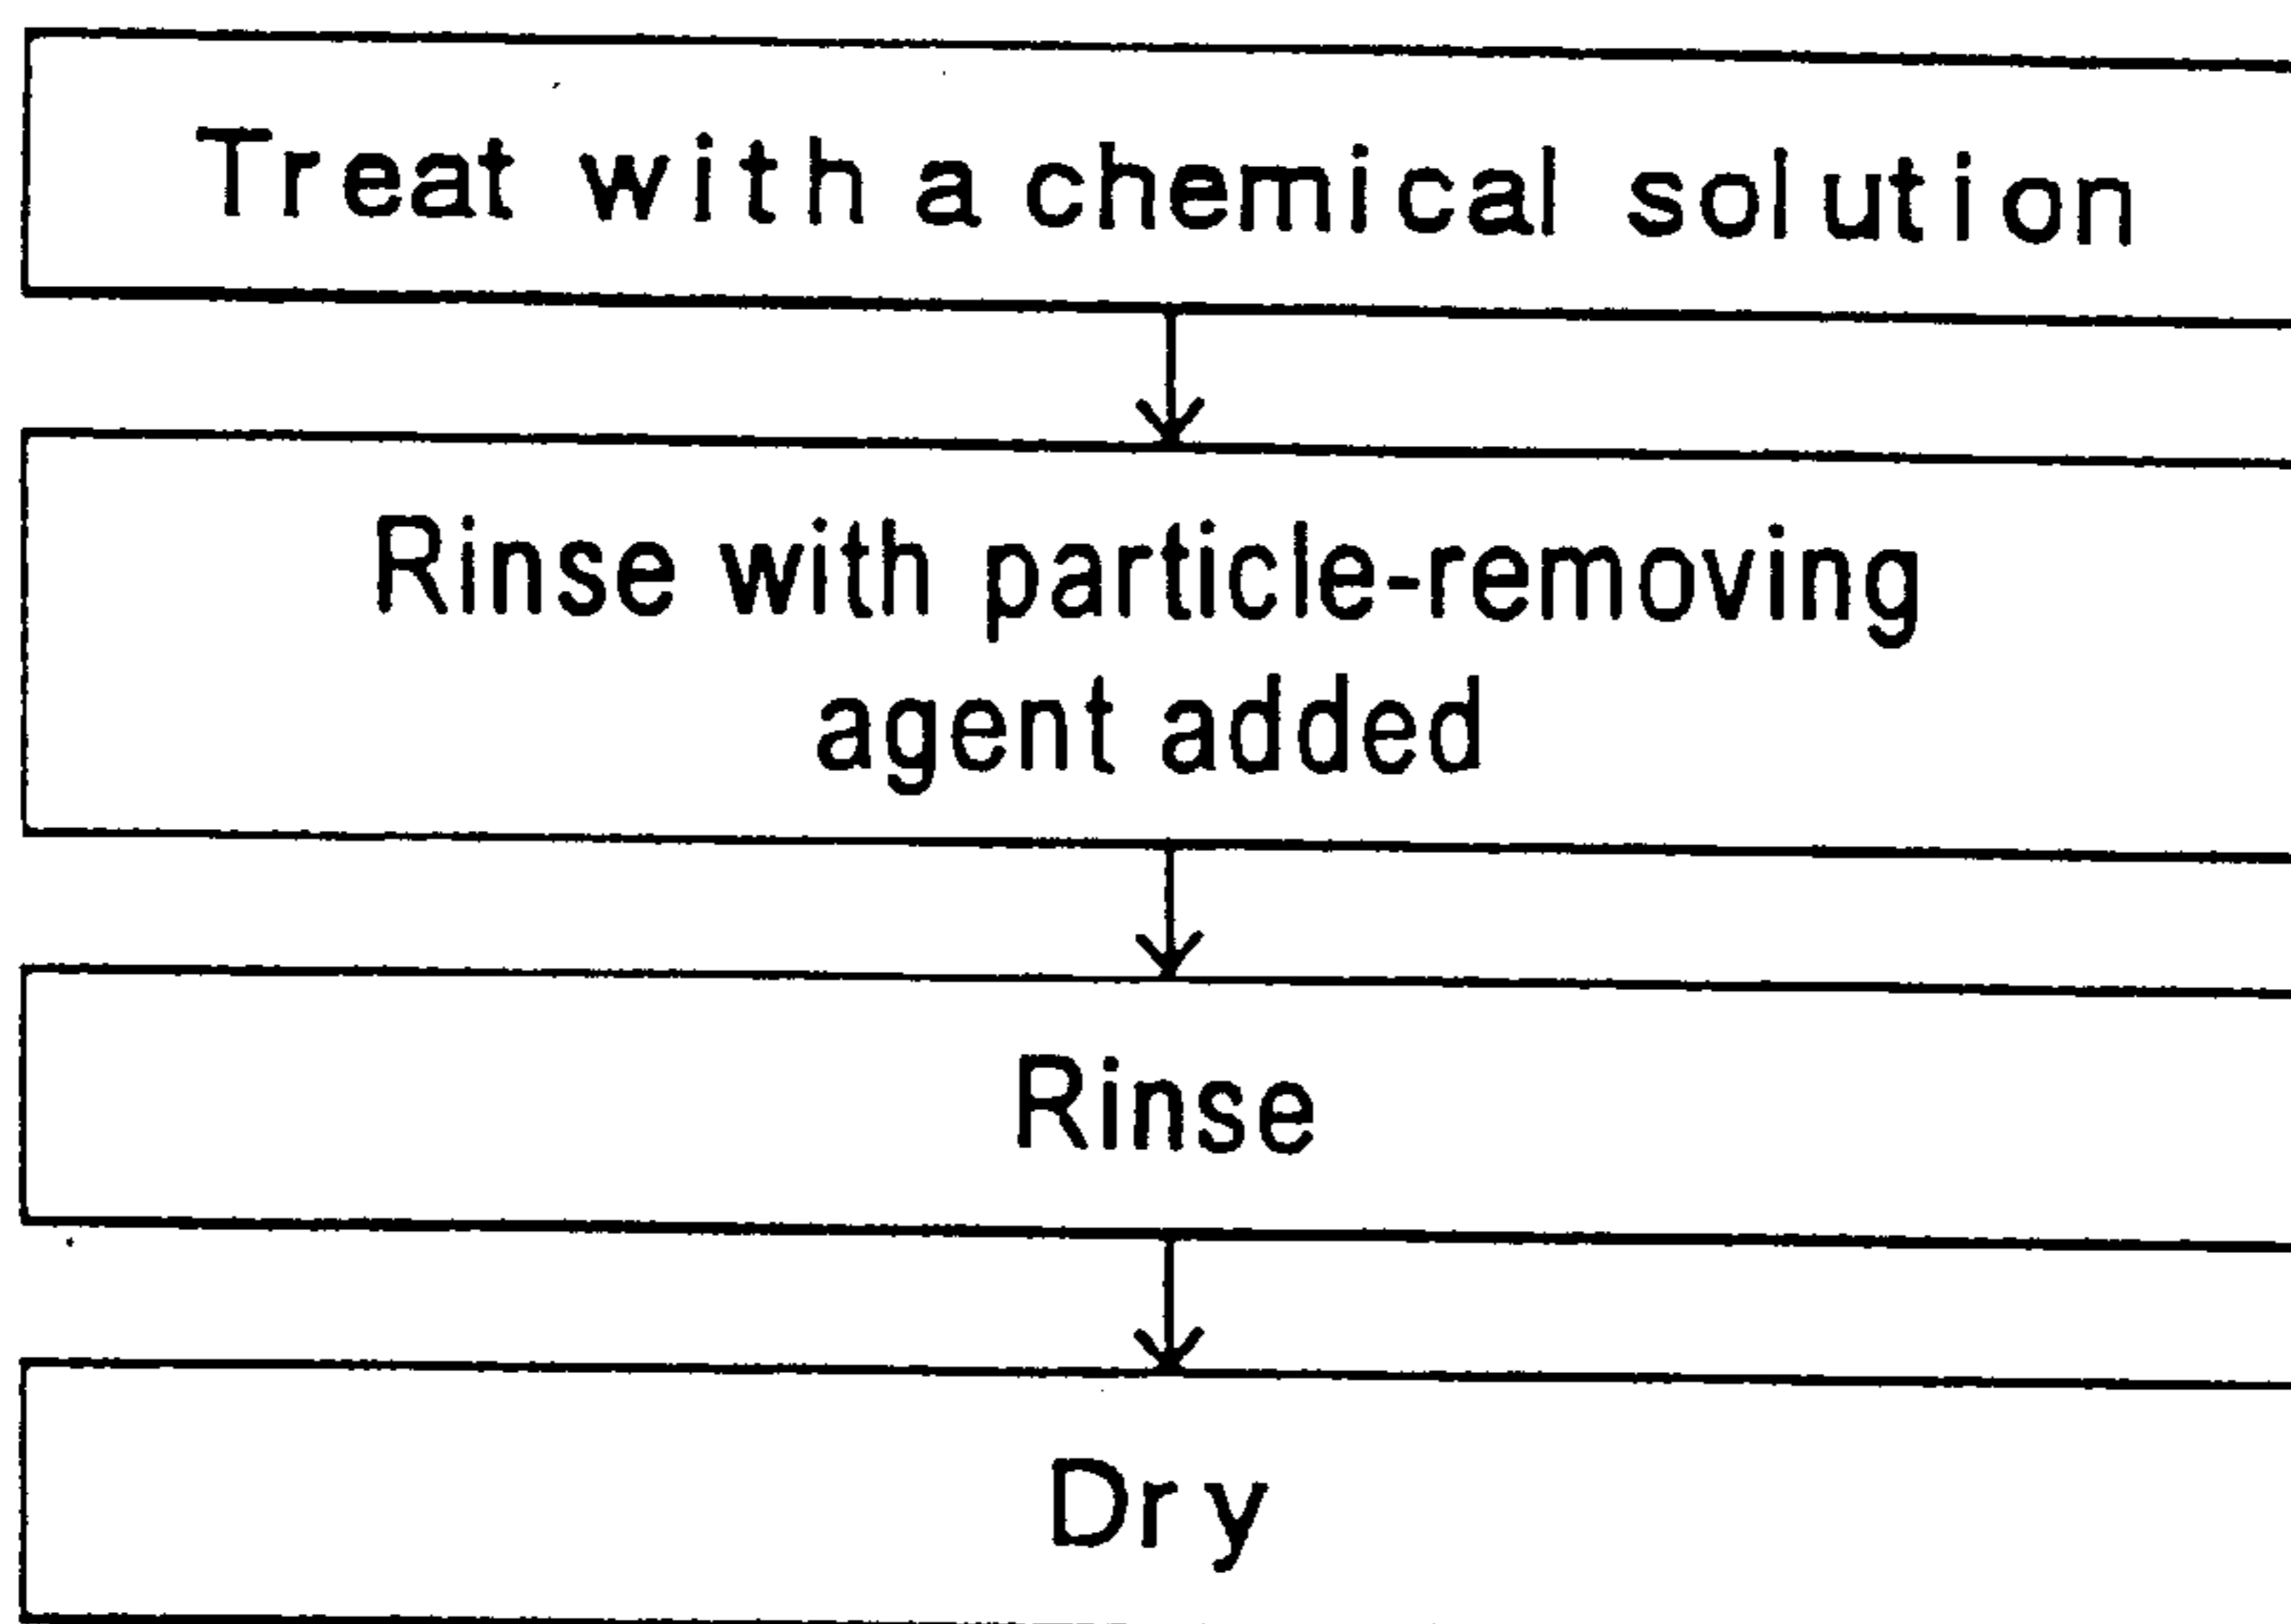 Treat with a chemical solution
Rinse with particle-removing
agent added
Rinse
Dry